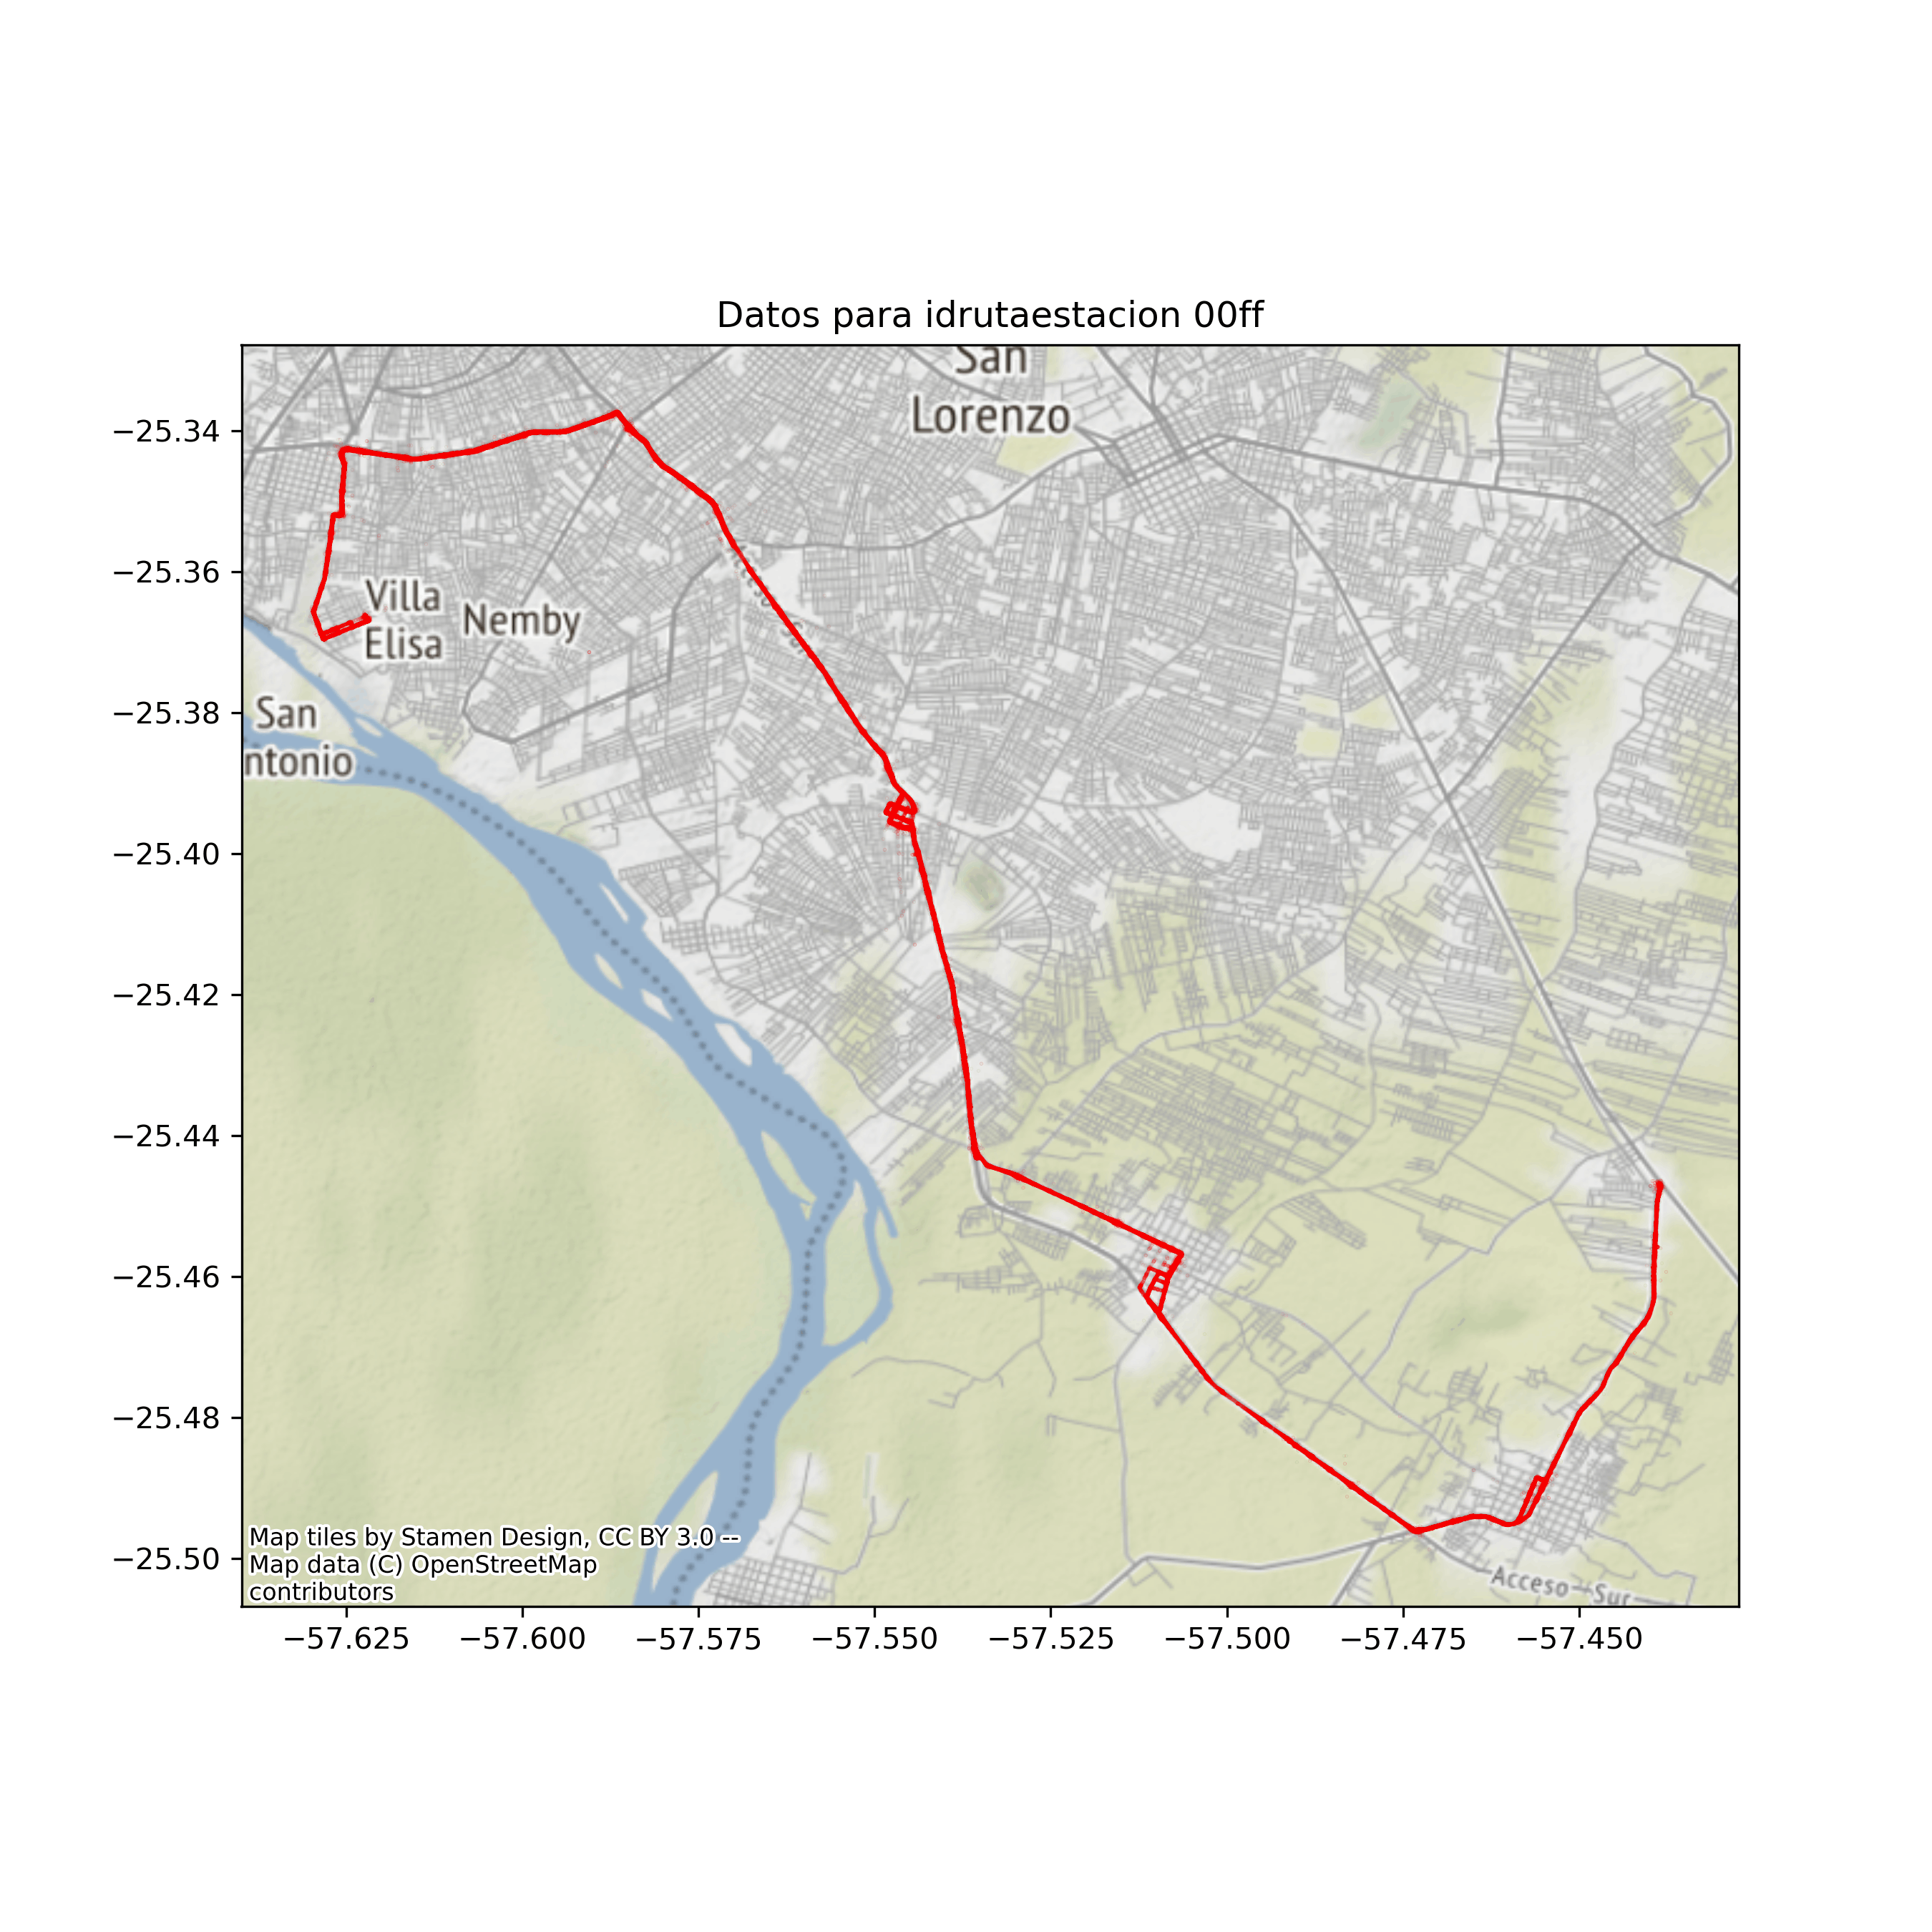 Datos para idrutaestacion 00ff
San
Lorenzo
−25.34
−25.36
Villa
Elisa
Nemby
−25.38
San
ntonio
−25.40
−25.42
−25.44
−25.46
−25.48
−25.50
Acceso Sur
Map tiles by Stamen Design, CC BY 3.0 --
Map data (C) OpenStreetMap
contributors
−57.625
−57.600
−57.575
−57.550
−57.525
−57.500
−57.475
−57.450